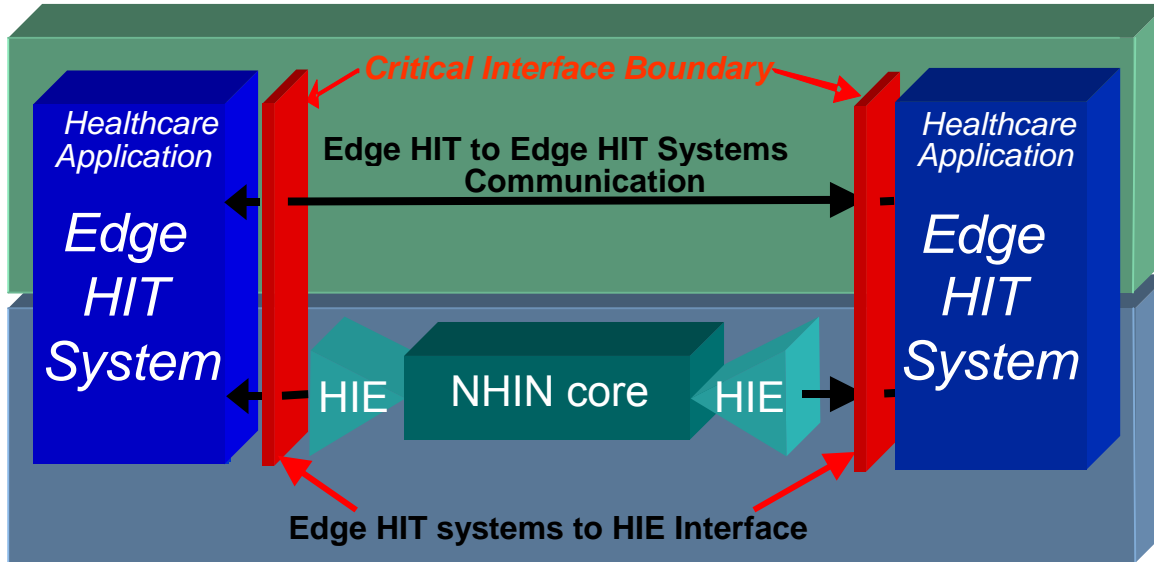 Critical Interface Boundary
Healthcare
Application
Edge
HIT
System
Edge HIT to Edge HIT Systems
Communication
Healthcare
Application
Edge
HIT
System
HIE
NHIN core
HIE
Edge HIT systems to HIE Interface